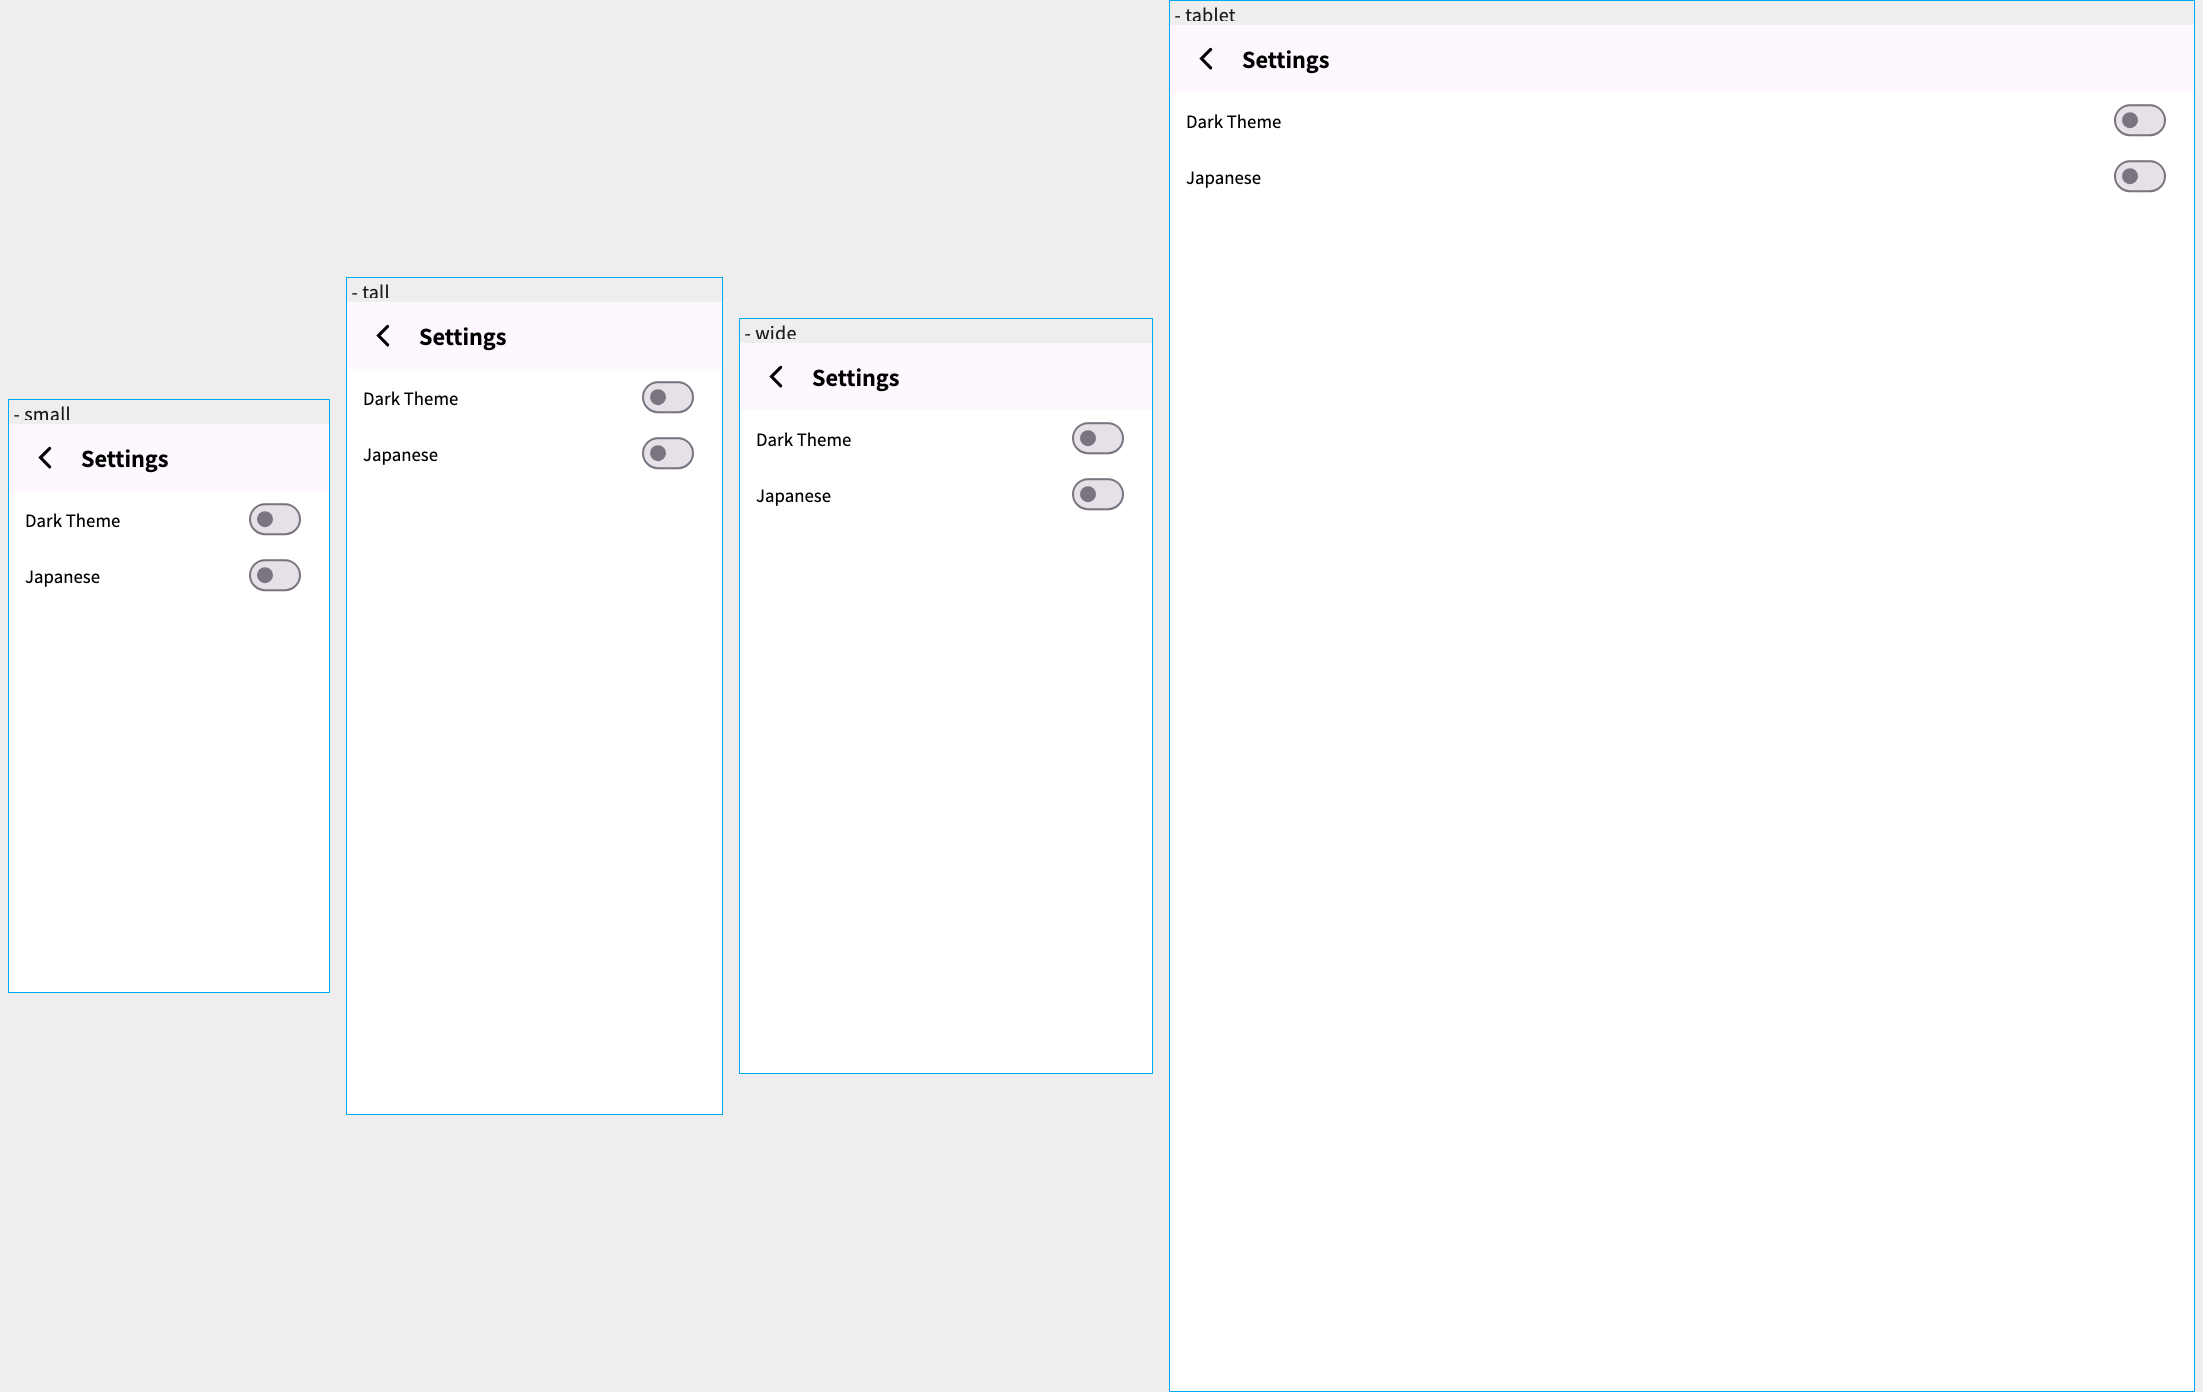 - small
Settings
Dark Theme
Japanese
- tall
Settings
Dark Theme
Japanese
- wide
Settings
Dark Theme
Japanese
- tablet
Settings
Dark Theme
Japanese